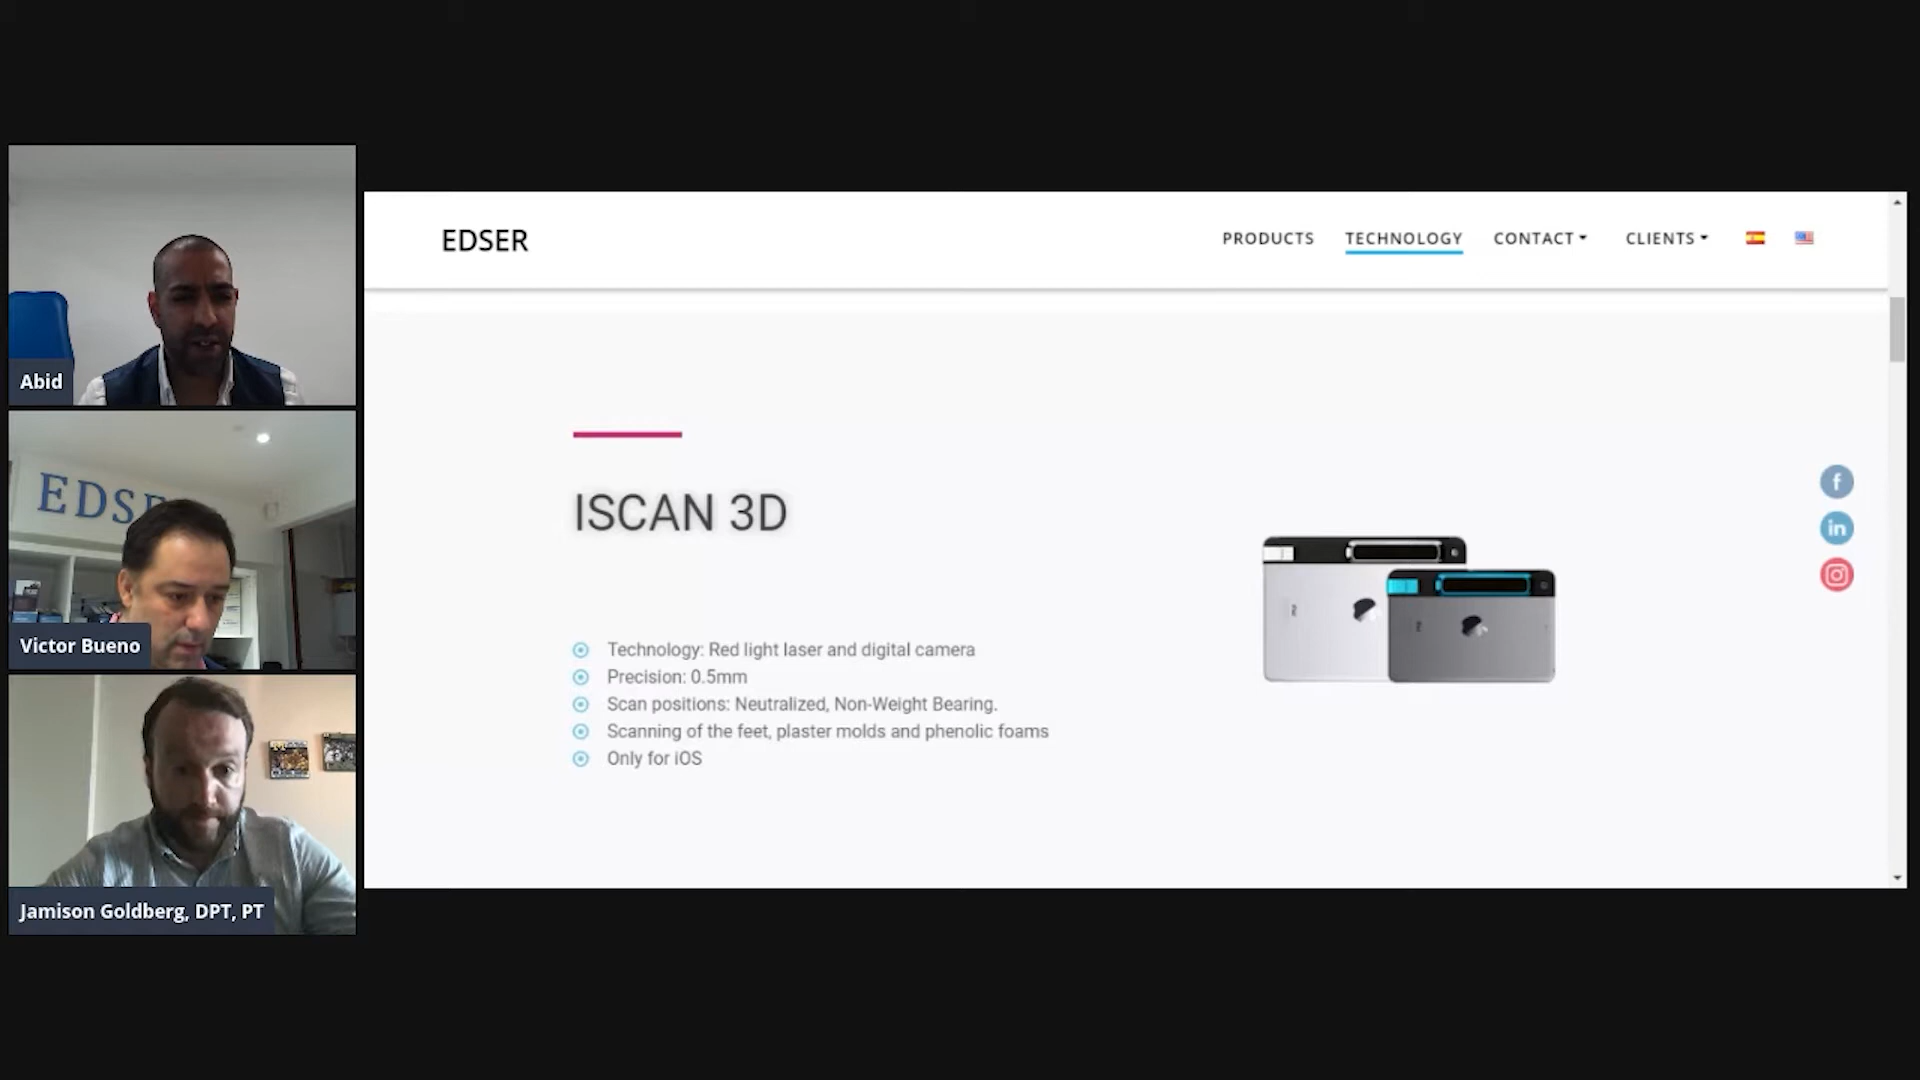 Abid
EDSE
Victor Bueno
Jamison Goldberg, DPT, PT
EDSER
PRODUCTS
TECHNOLOGY
CONTACT
CLIENTS
ISCAN 3D
Technology: Red light laser and digital camera
Precision: 0.5mm
Scan positions: Neutralized, Non-Weight Bearing.
Scanning of the feet, plaster molds and phenolic foams
Only for iOS
f
in